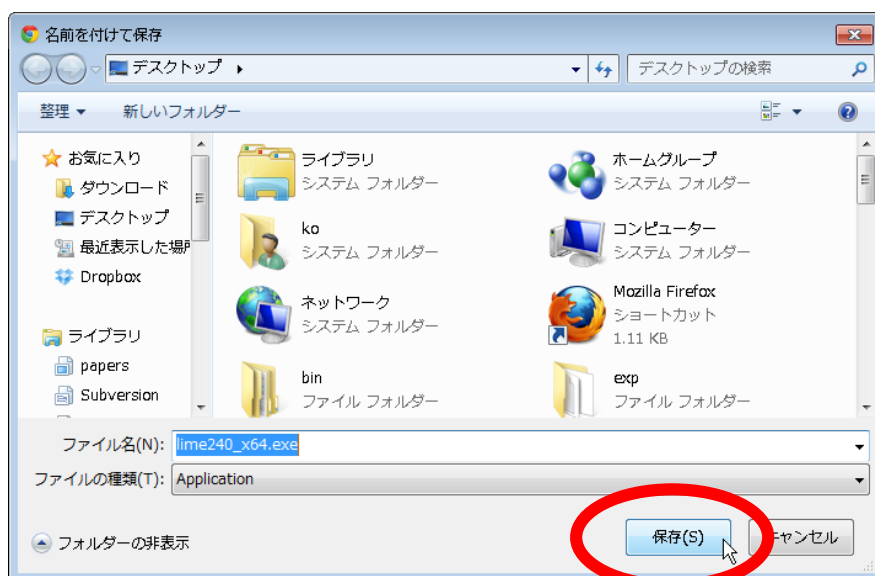 名前を付けて保存
デスクトップ
デスクトップの検索
整理
新しいフォルダー
お気に入り
ダウンロード
デスクトップ
最近表示した場所
Dropbox
ライブラリ
papers
Subversion
ライブラリ
システム フォルダー
ホームグループ
システム フォルダー
ko
システム フォルダー
コンピューター
システム フォルダー
ネットワーク
システム フォルダー
Mozilla Firefox
ショートカット
1.11 KB
bin
ファイル フォルダー
exp
ファイル フォルダー
ファイル名(N): lime240_x64.exe
ファイルの種類(T): Application
フォルダーの非表示
保存(S)
キャンセル